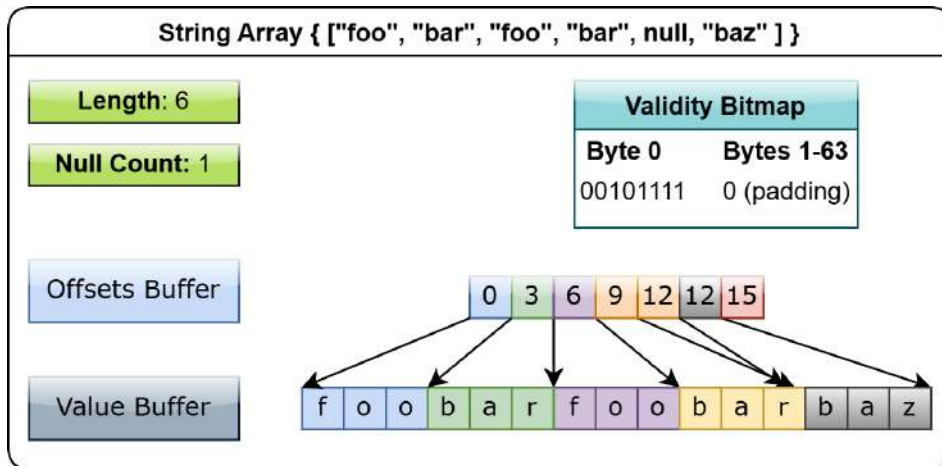 String Array { ["foo", "bar", "foo", "bar", null, "baz" ] }
Length: 6
Validity Bitmap
Null Count: 1
Byte 0 Bytes 1-63
00101111 0 (padding)
Offsets Buffer
0 3 6 9 12 12 15
Value Buffer
f o o b a r f o o b a r b a z